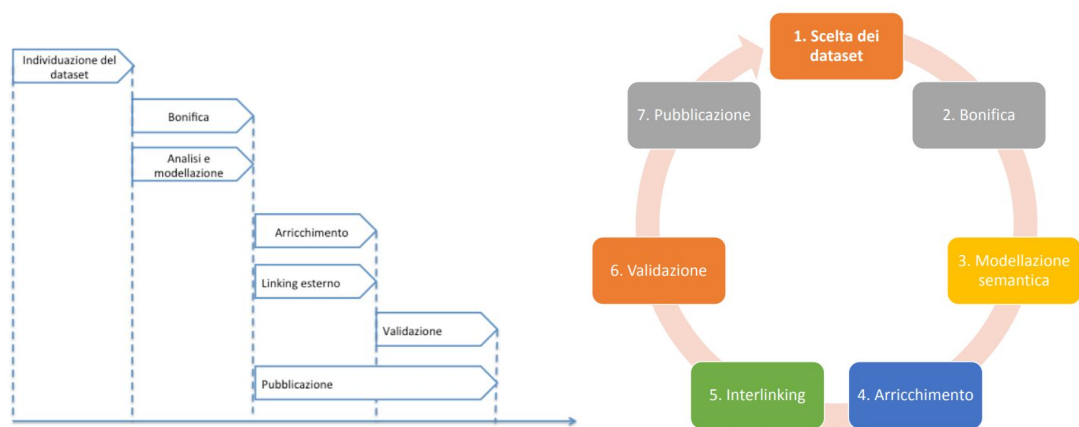 Individuazione del
dataset
Bonifica
Analisi e
modellazione
Arricchimento
Linking esterno
Validazione
Pubblicazione
1. Scelta dei
dataset
2. Bonifica
3. Modellazione
semantica
4. Arricchimento
5. Interlinking
6. Validazione
7. Pubblicazione